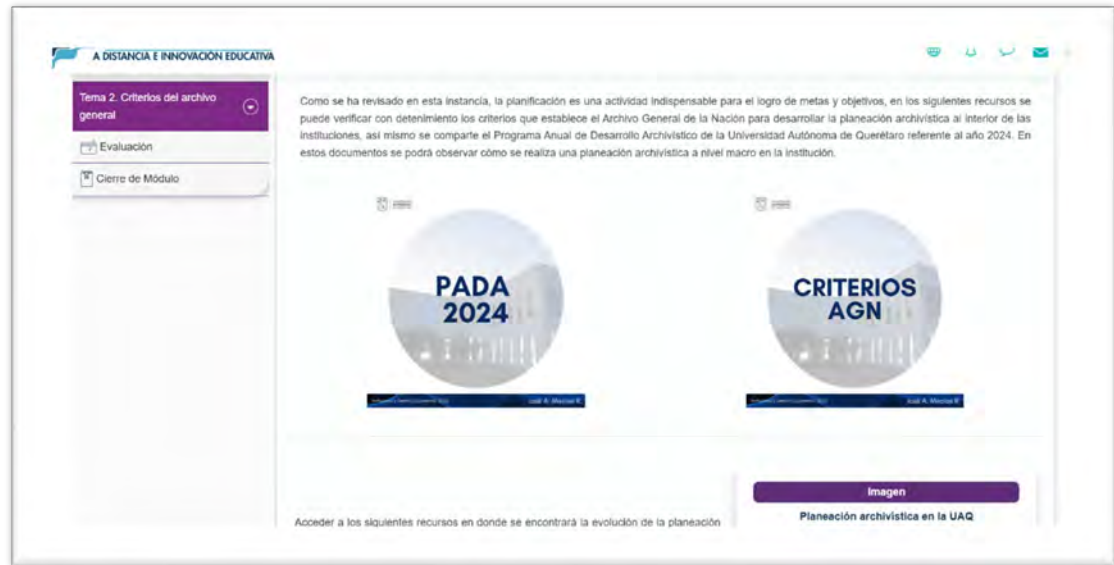 A DISTANCIA E INNOVACIÓN EDUCATIVA
Tema 2. Criterios del archivo
general
Evaluación
Cierre de Módulo
Como se ha revisado en esta instancia, la planificación es una actividad indispensable para el logro de metas y objetivos, en los siguientes recursos se
puede verificar con detenimiento los criterios que establece el Archivo General de la Nación para desarrollar la planeación archivística al interior de las
instituciones, así mismo se comparte el Programa Anual de Desarrollo Archivístico de la Universidad Autónoma de Querétaro referente al año 2024. En
estos documentos se podrá observar cómo se realiza una planeación archivística a nivel macro en la institución.
PADA
2024
José A. Macías R.
CRITERIOS
AGN
José A. Macías R.
Acceder a los siguientes recursos en donde se encontrará la evolución de la planeación
Imagen
Planeación archivística en la UAQ